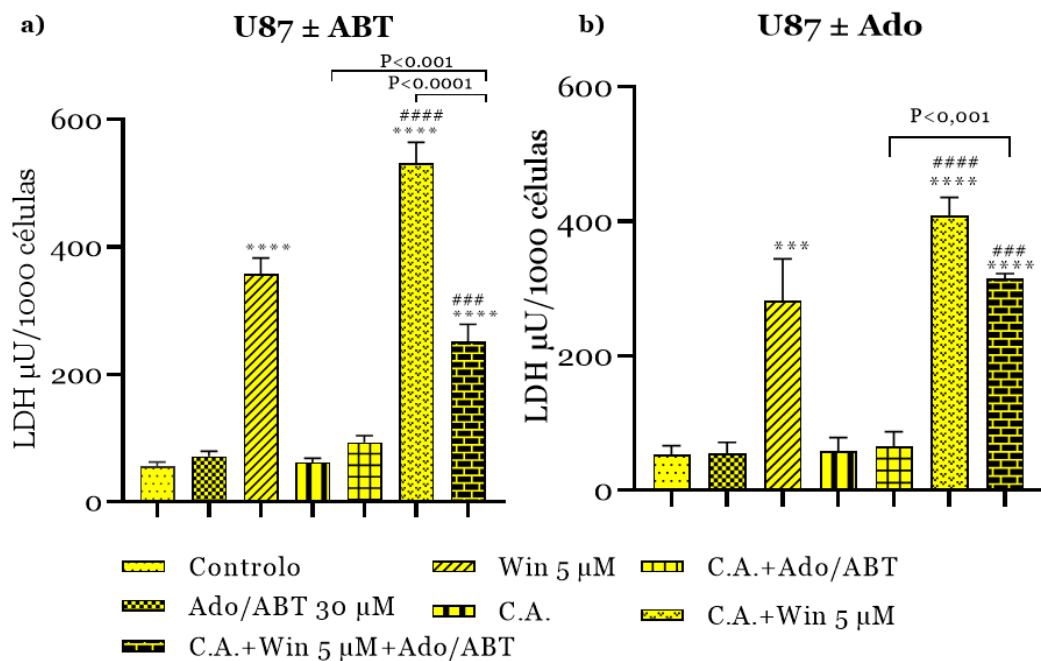 a)
U87 ± ABT
P<0.001
P<0.0001
####
****
****
###
****
600
400
200
0
LDH µU/1000 células
b)
U87 ± Ado
P<0,001
####
****
***
###
****
600
400
200
0
LDH µU/1000 células
Controlo
Win 5 µM
C.A.+Ado/ABT
Ado/ABT 30 µM
C.A.
C.A.+Win 5 µM
C.A.+Win 5 µM+Ado/ABT